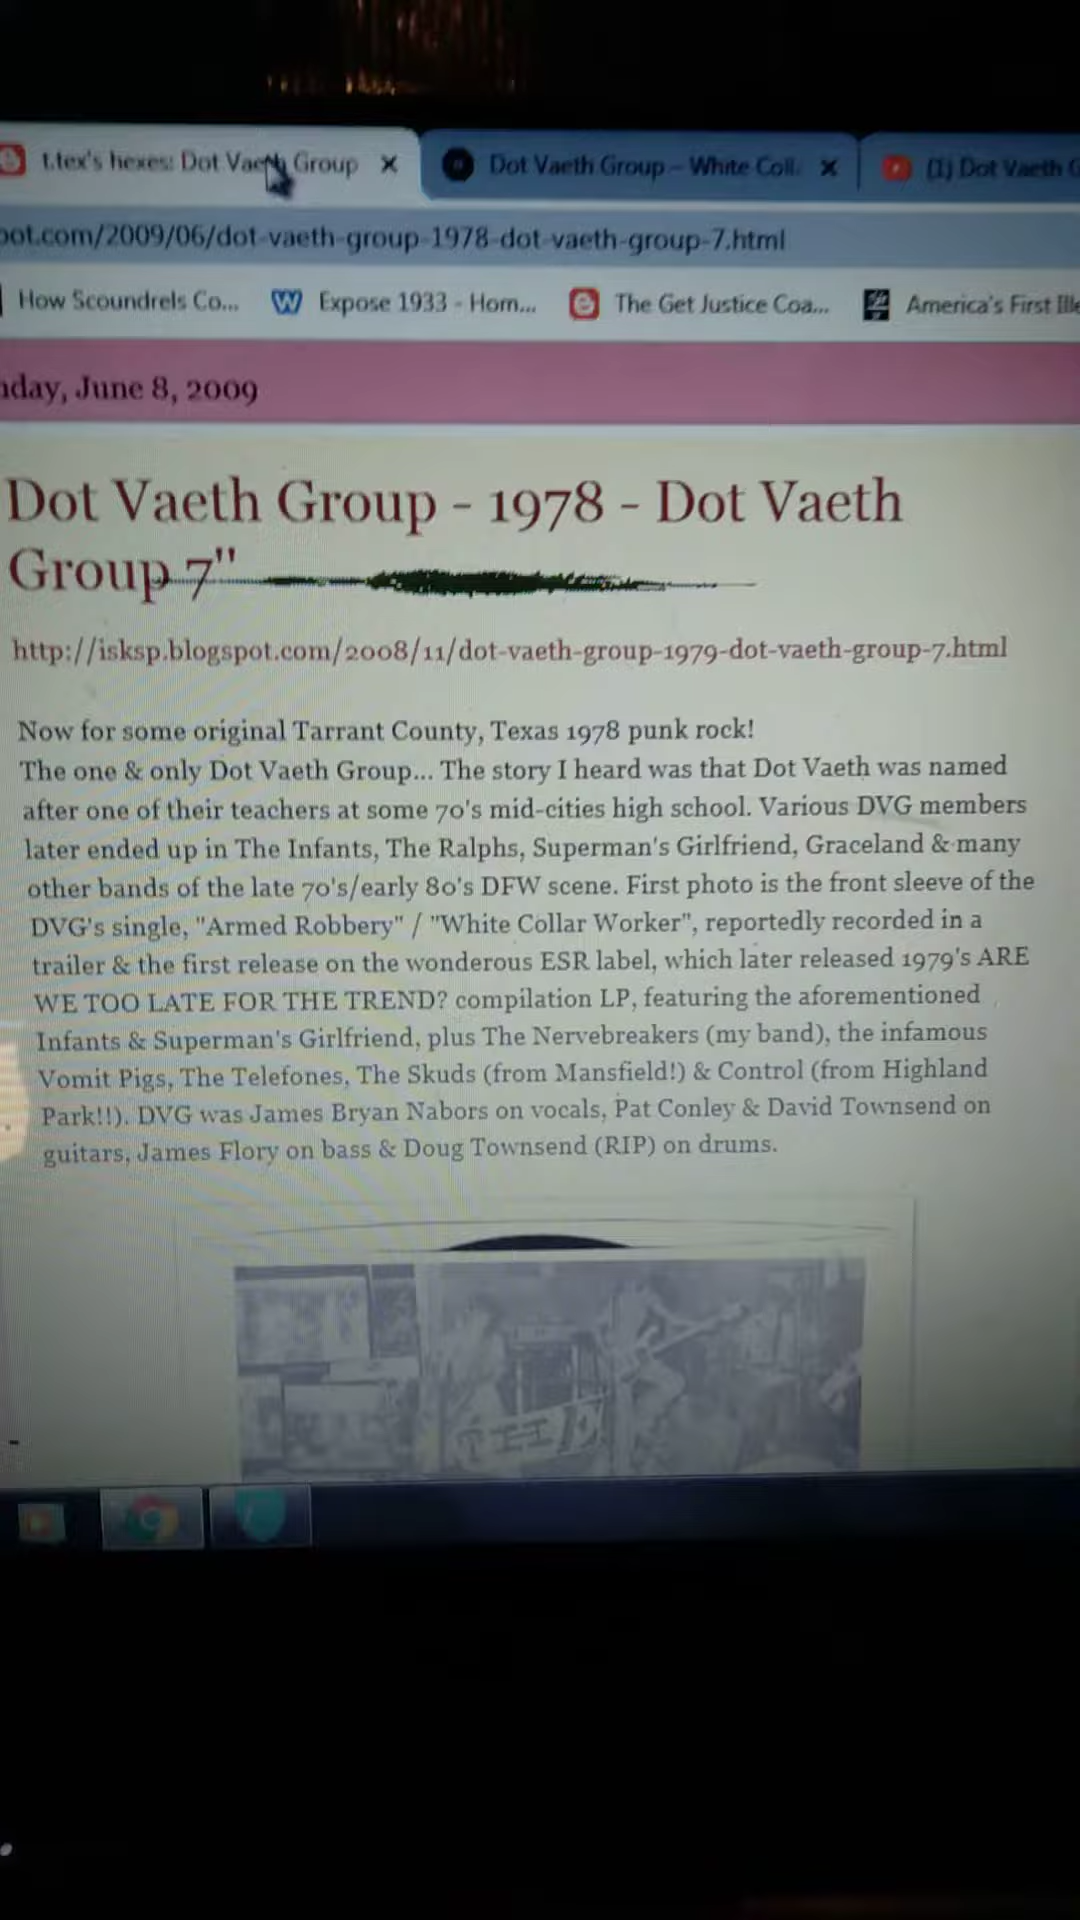 t.tex's hexes: Dot Vaeth Group
Dot Vaeth Group – White Coll
(1) Dot Vaeth G
pot.com/2009/06/dot-vaeth-group-1978-dot-vaeth-group-7.html
How Scoundrels Co...
Expose 1933 - Hom...
The Get Justice Coa...
America's First Ille
nday, June 8, 2009
Dot Vaeth Group - 1978 - Dot Vaeth
Group 7"
http://isksp.blogspot.com/2008/11/dot-vaeth-group-1979-dot-vaeth-group-7.html
Now for some original Tarrant County, Texas 1978 punk rock!
The one & only Dot Vaeth Group... The story I heard was that Dot Vaeth was named
after one of their teachers at some 70's mid-cities high school. Various DVG members
later ended up in The Infants, The Ralphs, Superman's Girlfriend, Graceland & many
other bands of the late 70's/early 80's DFW scene. First photo is the front sleeve of the
DVG's single, "Armed Robbery" / "White Collar Worker", reportedly recorded in a
trailer & the first release on the wonderous ESR label, which later released 1979's ARE
WE TOO LATE FOR THE TREND? compilation LP, featuring the aforementioned
Infants & Superman's Girlfriend, plus The Nervebreakers (my band), the infamous
Vomit Pigs, The Telefones, The Skuds (from Mansfield!) & Control (from Highland
Park!!). DVG was James Bryan Nabors on vocals, Pat Conley & David Townsend on
guitars, James Flory on bass & Doug Townsend (RIP) on drums.